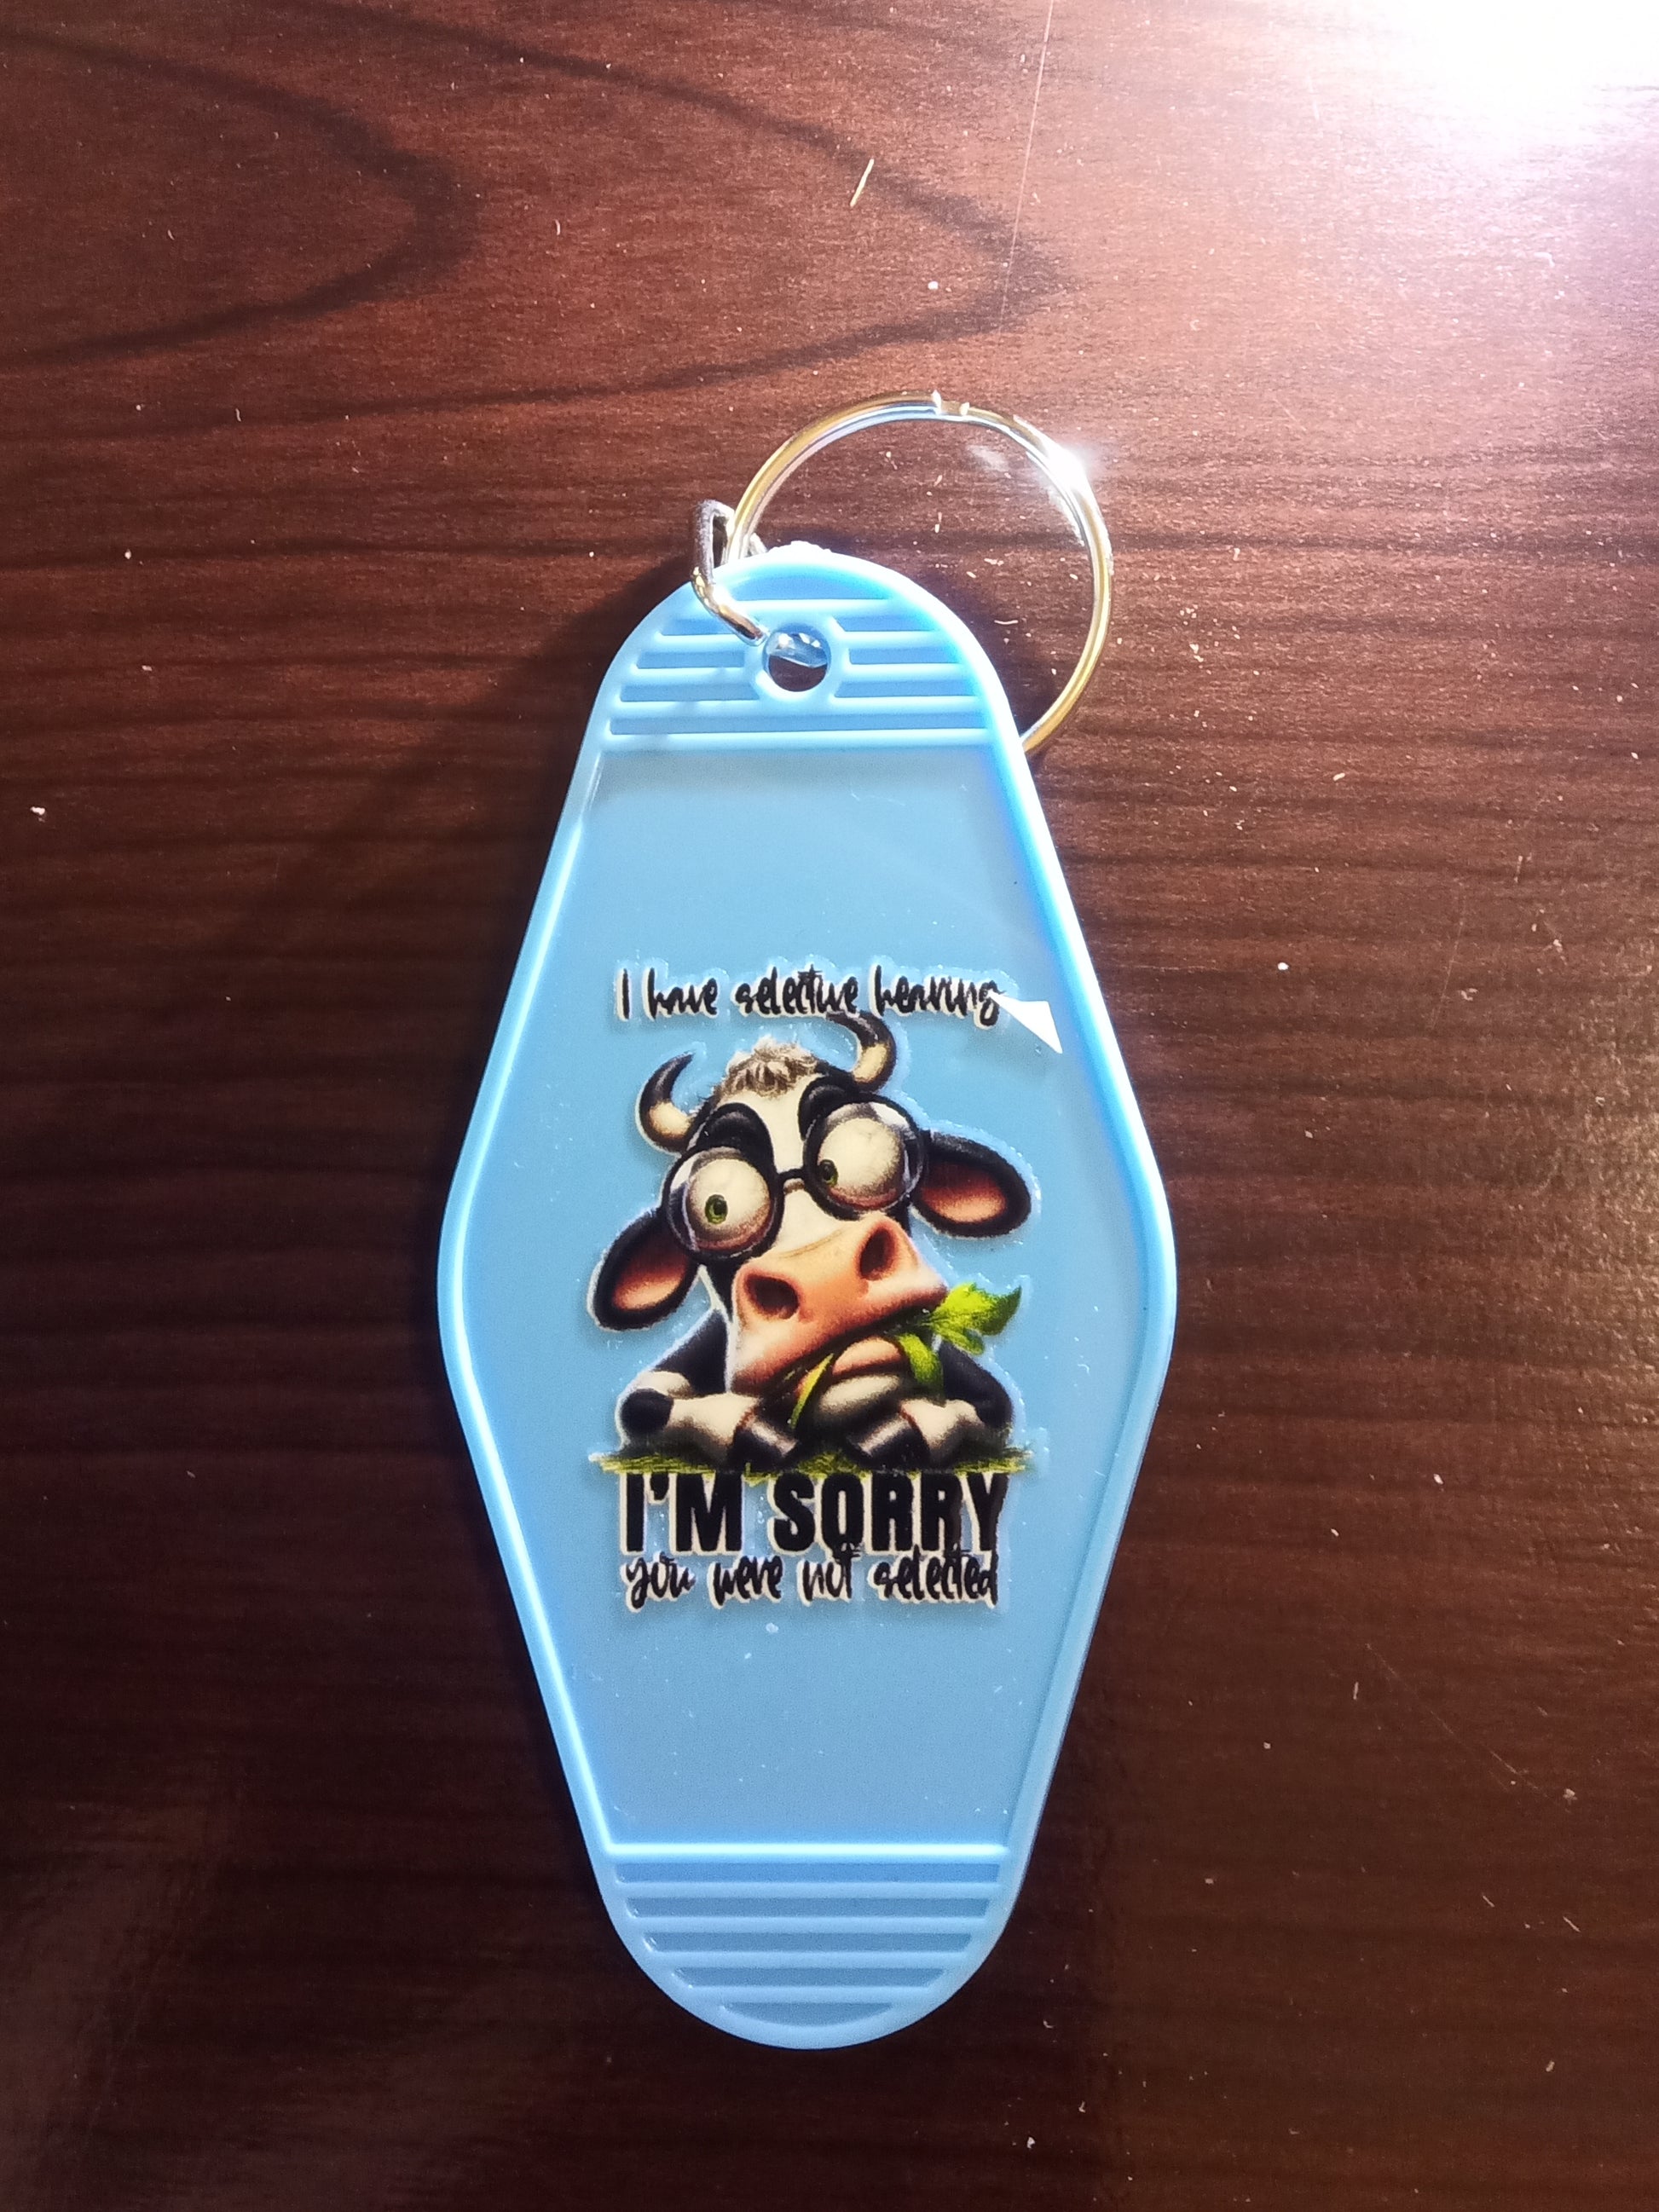 I have selective hearing
I'M SORRY
you were not selected